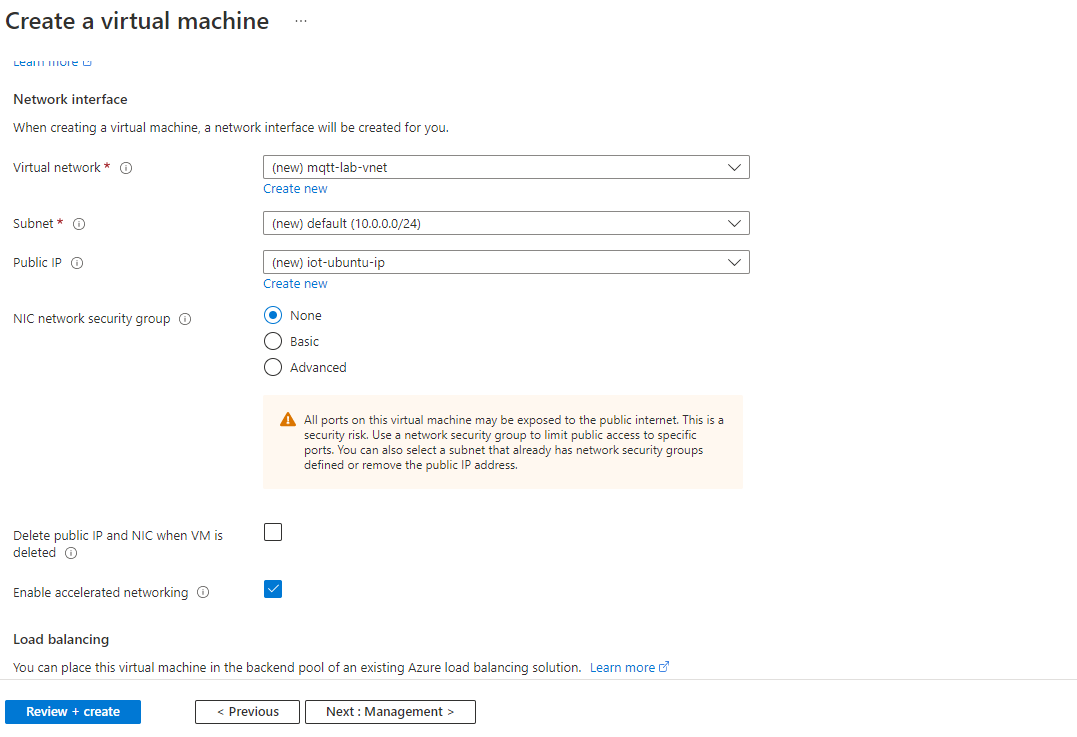 Create a virtual machine ...
Learn more
Network interface
When creating a virtual machine, a network interface will be created for you.
Virtual network *
(new) mqtt-lab-vnet
Create new
Subnet *
(new) default (10.0.0.0/24)
Public IP
(new) iot-ubuntu-ip
Create new
NIC network security group
None
Basic
Advanced
All ports on this virtual machine may be exposed to the public internet. This is a
security risk. Use a network security group to limit public access to specific
ports. You can also select a subnet that already has network security groups
defined or remove the public IP address.
Delete public IP and NIC when VM is
deleted
Enable accelerated networking
Load balancing
You can place this virtual machine in the backend pool of an existing Azure load balancing solution. Learn more
Review + create
< Previous
Next : Management >